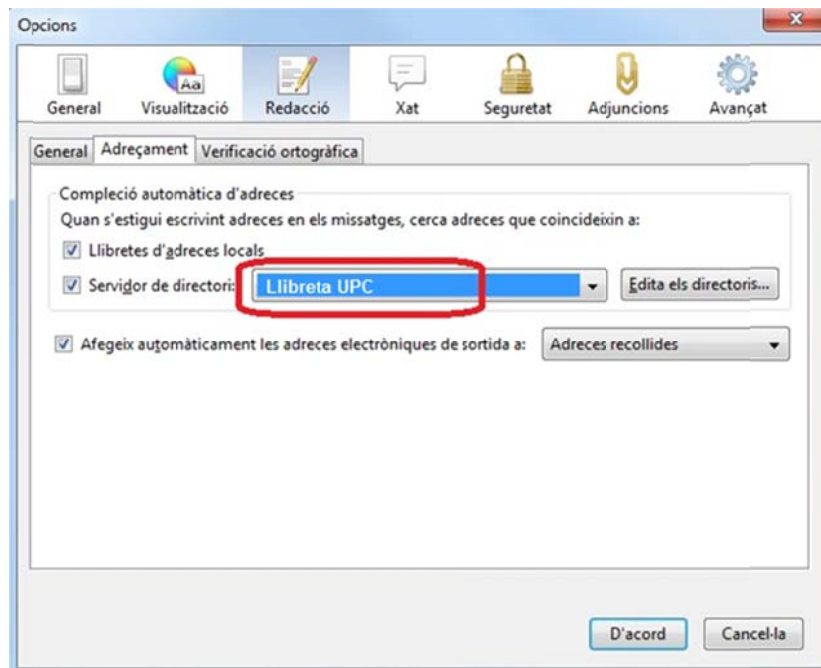 Opcions
General Visualització Redacció Xat Seguretat Adjuncions Avançat
General Adreçament Verificació ortogràfica
Compleció automàtica d'adreces
Quan s'estigui escrivint adreces en els missatges, cerca adreces que coincideixin a:
Llibretes d'adreces locals
Servidor de directori: Llibreta UPC Edita els directoris...
Afegeix automàticament les adreces electròniques de sortida a: Adreces recollides
D'acord Cancel·la